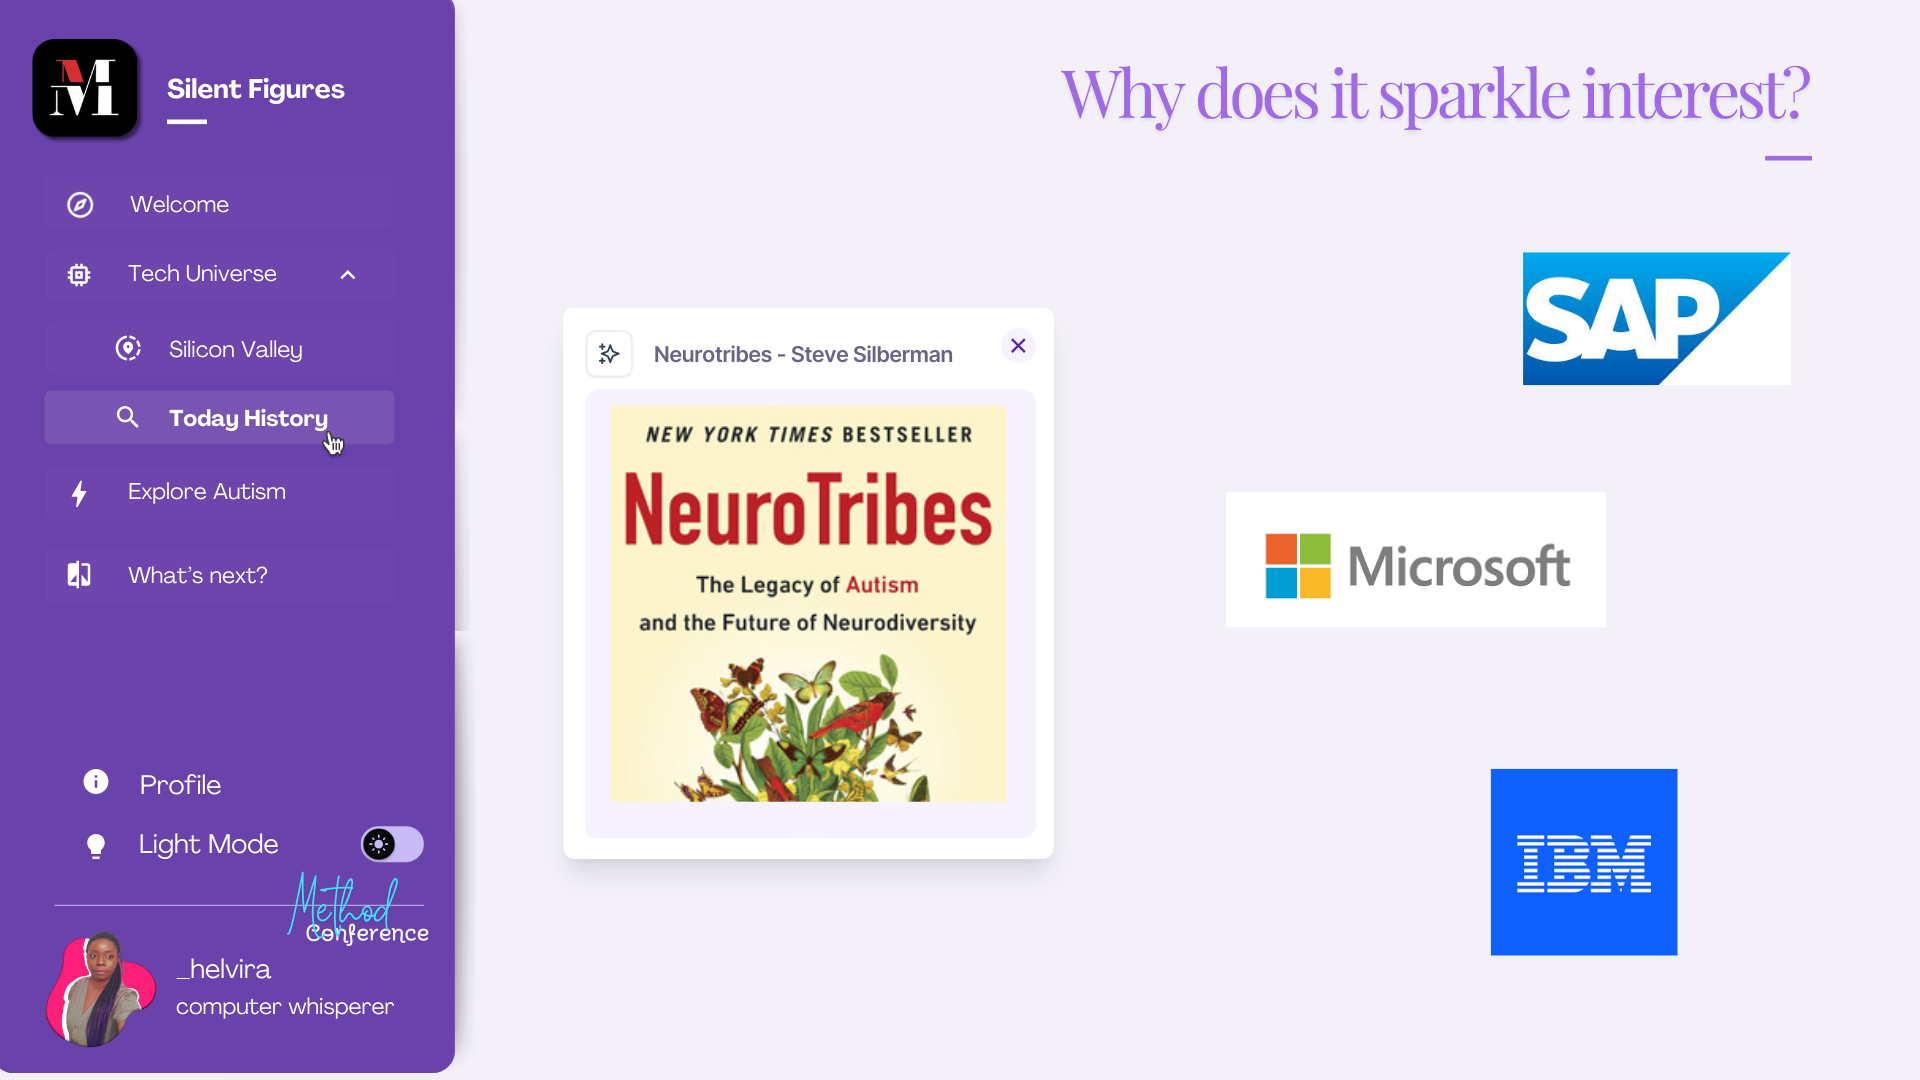 M
Silent Figures
Welcome
Tech Universe
Silicon Valley
Today History
Explore Autism
What's next?
Profile
Light Mode
Method
Conference
_helvira
computer whisperer
Why does it sparkle interest?
Neurotribes - Steve Silberman
NEW YORK TIMES BESTSELLER
NeuroTribes
The Legacy of Autism
and the Future of Neurodiversity
SAP
Microsoft
IBM